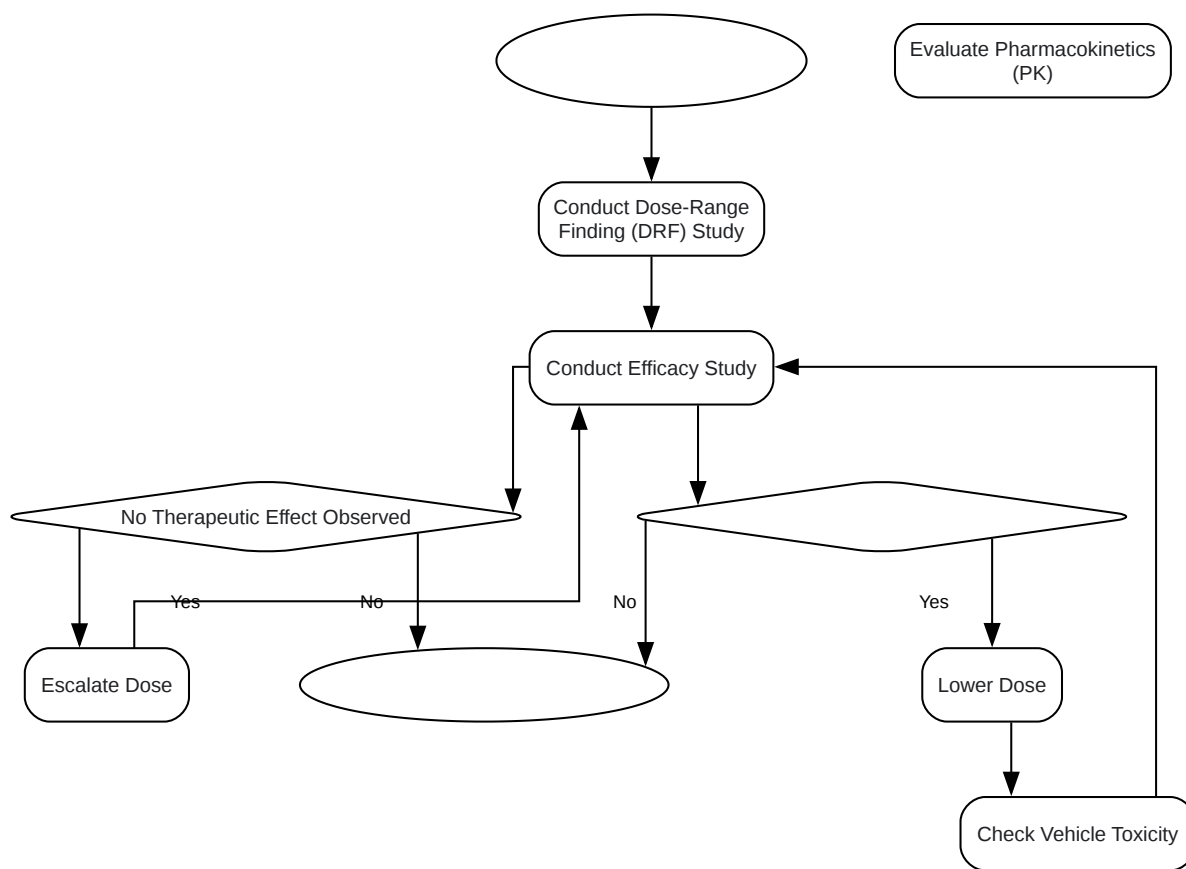 Evaluate Pharmacokinetics
(PK)
Conduct Dose-Range
Finding (DRF) Study
Conduct Efficacy Study
No Therapeutic Effect Observed
Yes
No
No
Yes
Escalate Dose
Lower Dose
Check Vehicle Toxicity